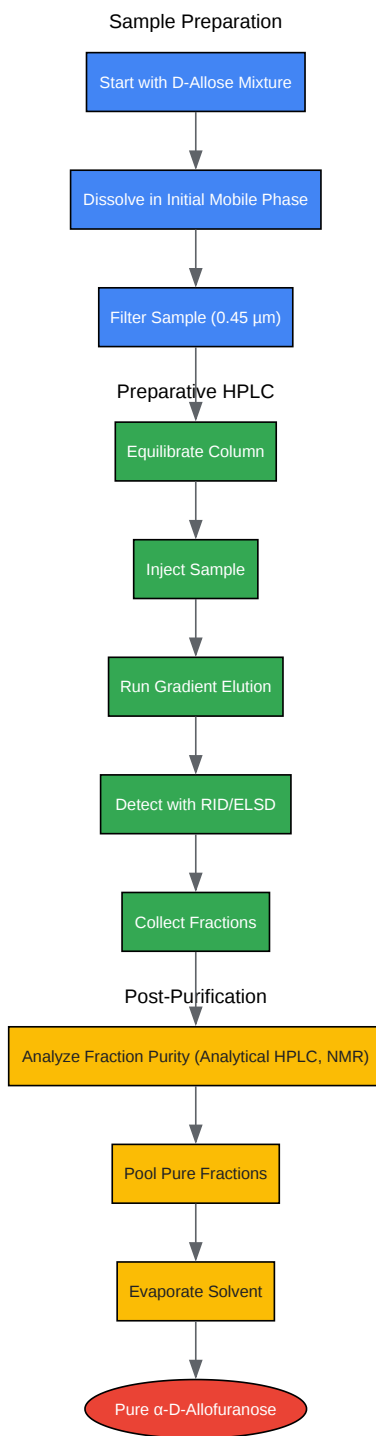 Sample Preparation
Start with D-Allose Mixture
Dissolve in Initial Mobile Phase
Filter Sample (0.45 µm)
Preparative HPLC
Equilibrate Column
Inject Sample
Run Gradient Elution
Detect with RID/ELSD
Collect Fractions
Post-Purification
Analyze Fraction Purity (Analytical HPLC, NMR)
Pool Pure Fractions
Evaporate Solvent
Pure α-D-Allofuranose